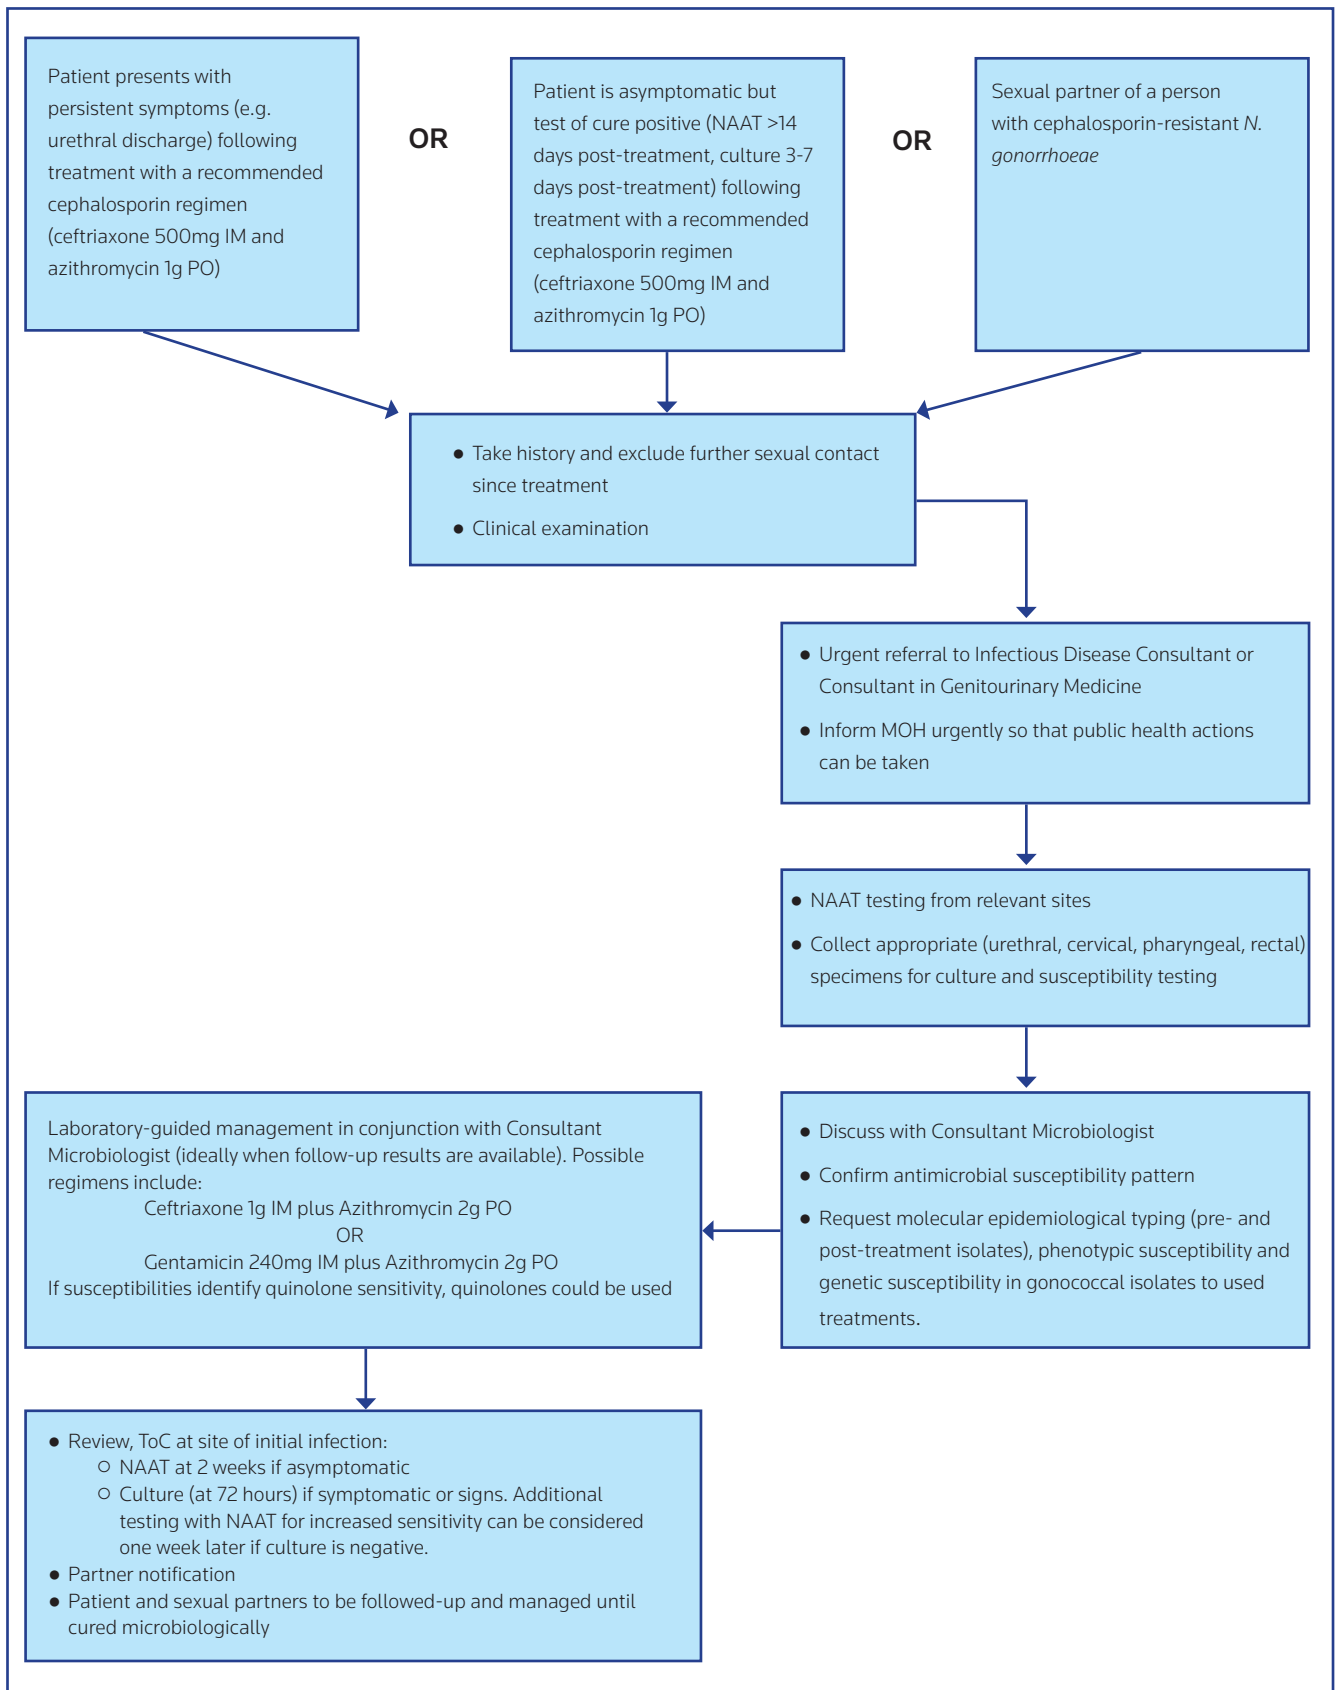 Patient presents with
persistent symptoms (e.g.
urethral discharge) following
treatment with a recommended
cephalosporin regimen
(ceftriaxone 500mg IM and
azithromycin 1g PO)
OR
Patient is asymptomatic but
test of cure positive (NAAT >14
days post-treatment, culture 3-7
days post-treatment) following
treatment with a recommended
cephalosporin regimen
(ceftriaxone 500mg IM and
azithromycin 1g PO)
OR
Sexual partner of a person
with cephalosporin-resistant N.
gonorrhoeae
● Take history and exclude further sexual contact
since treatment
● Clinical examination
● Urgent referral to Infectious Disease Consultant or
Consultant in Genitourinary Medicine
● Inform MOH urgently so that public health actions
can be taken
● NAAT testing from relevant sites
● Collect appropriate (urethral, cervical, pharyngeal, rectal)
specimens for culture and susceptibility testing
● Discuss with Consultant Microbiologist
● Confirm antimicrobial susceptibility pattern
● Request molecular epidemiological typing (pre- and
post-treatment isolates), phenotypic susceptibility and
genetic susceptibility in gonococcal isolates to used
treatments.
Laboratory-guided management in conjunction with Consultant
Microbiologist (ideally when follow-up results are available). Possible
regimens include:
Ceftriaxone 1g IM plus Azithromycin 2g PO
OR
Gentamicin 240mg IM plus Azithromycin 2g PO
If susceptibilities identify quinolone sensitivity, quinolones could be used
● Review, ToC at site of initial infection:
○ NAAT at 2 weeks if asymptomatic
○ Culture (at 72 hours) if symptomatic or signs. Additional
testing with NAAT for increased sensitivity can be considered
one week later if culture is negative.
● Partner notification
● Patient and sexual partners to be followed-up and managed until
cured microbiologically